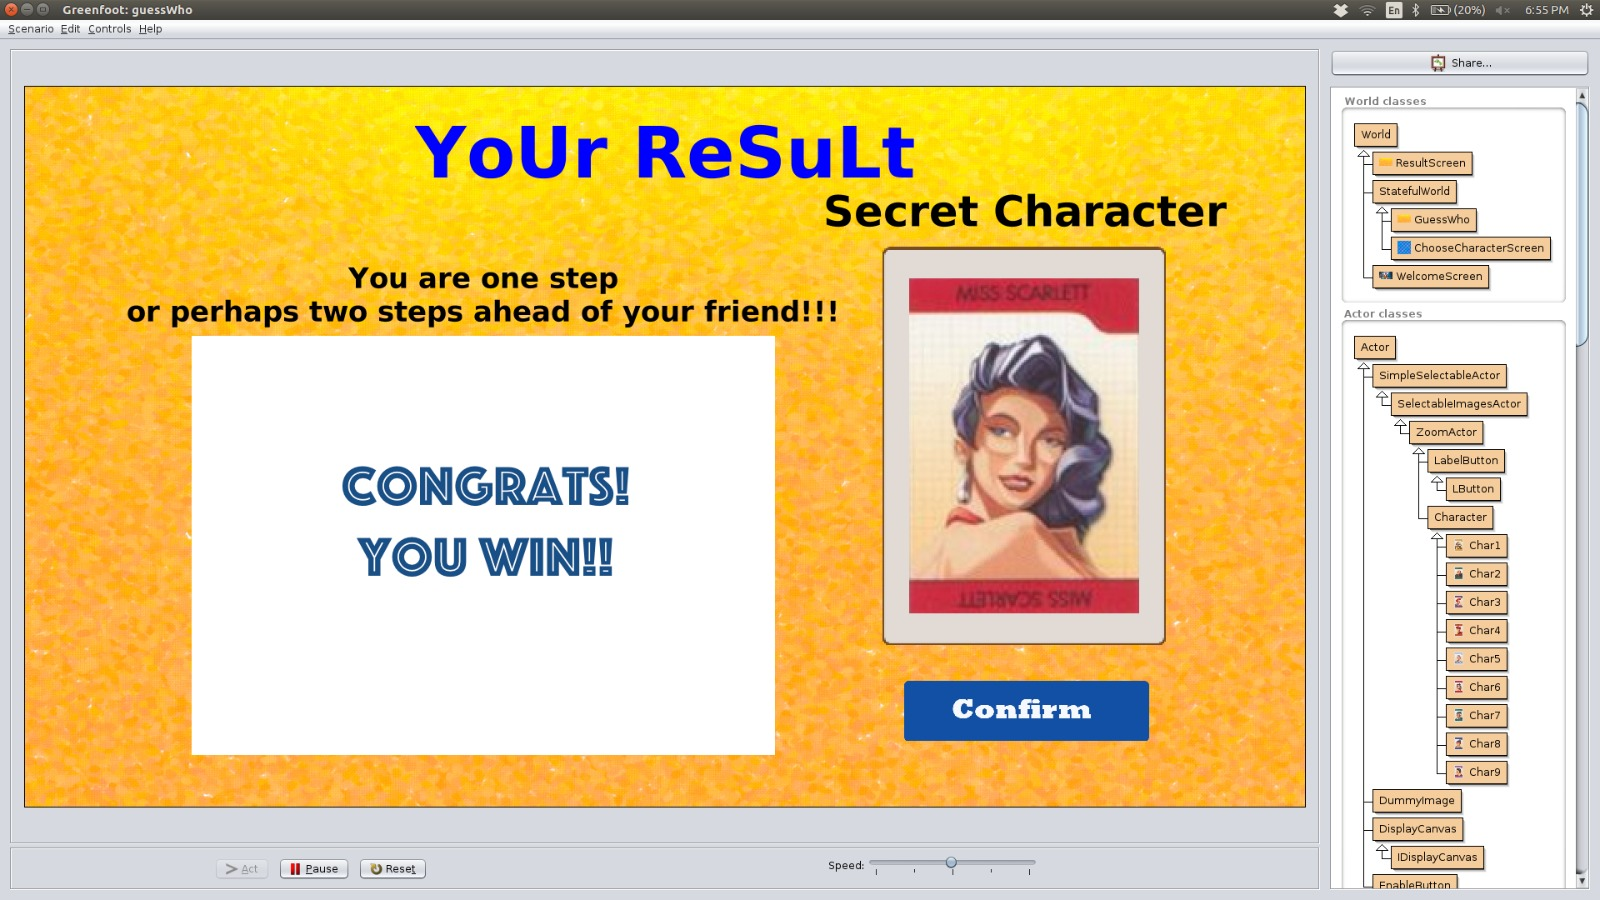 Greenfoot: guessWho
En
(20%)
6:55 PM
Scenario Edit Controls Help
Share...
YoUr ReSuLt
Secret Character
You are one step
or perhaps two steps ahead of your friend!!!
CONGRATS!
YOU WIN!!
MISS SCARLETT
MISS SCARLETT
Confirm
World classes
World
ResultScreen
StatefulWorld
GuessWho
ChooseCharacterScreen
WelcomeScreen
Actor classes
Actor
SimpleSelectableActor
SelectableImagesActor
ZoomActor
LabelButton
LButton
Character
Char1
Char2
Char3
Char4
Char5
Char6
Char7
Char8
Char9
DummyImage
DisplayCanvas
IDisplayCanvas
EnableButton
Act
Pause
Reset
Speed: